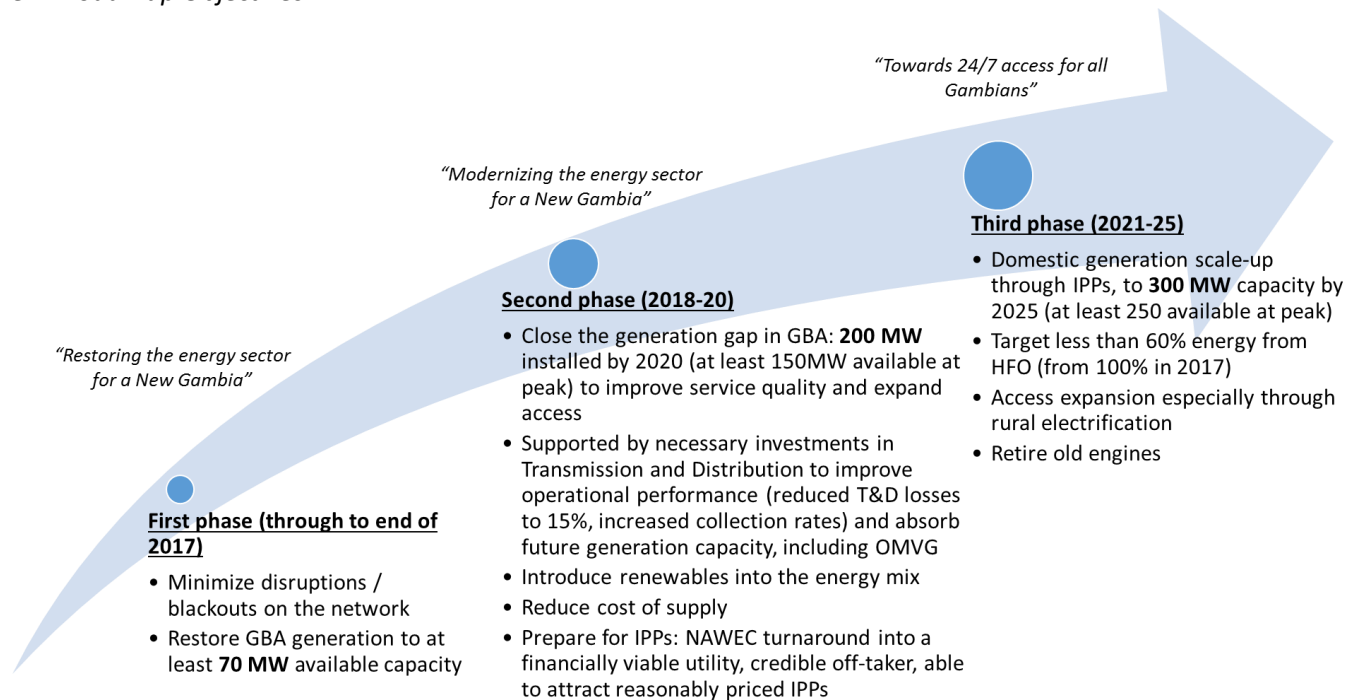 “Restoring the energy sector
for a New Gambia”
First phase (through to end of
2017)
• Minimize disruptions /
blackouts on the network
• Restore GBA generation to at
least 70 MW available capacity
“Modernizing the energy sector
for a New Gambia”
Second phase (2018-20)
• Close the generation gap in GBA: 200 MW
installed by 2020 (at least 150MW available at
peak) to improve service quality and expand
access
• Supported by necessary investments in
Transmission and Distribution to improve
operational performance (reduced T&D losses
to 15%, increased collection rates) and absorb
future generation capacity, including OMVG
• Introduce renewables into the energy mix
• Reduce cost of supply
• Prepare for IPPs: NAWEC turnaround into a
financially viable utility, credible off-taker, able
to attract reasonably priced IPPs
“Towards 24/7 access for all
Gambians”
Third phase (2021-25)
• Domestic generation scale-up
through IPPs, to 300 MW capacity by
2025 (at least 250 available at peak)
• Target less than 60% energy from
HFO (from 100% in 2017)
• Access expansion especially through
rural electrification
• Retire old engines